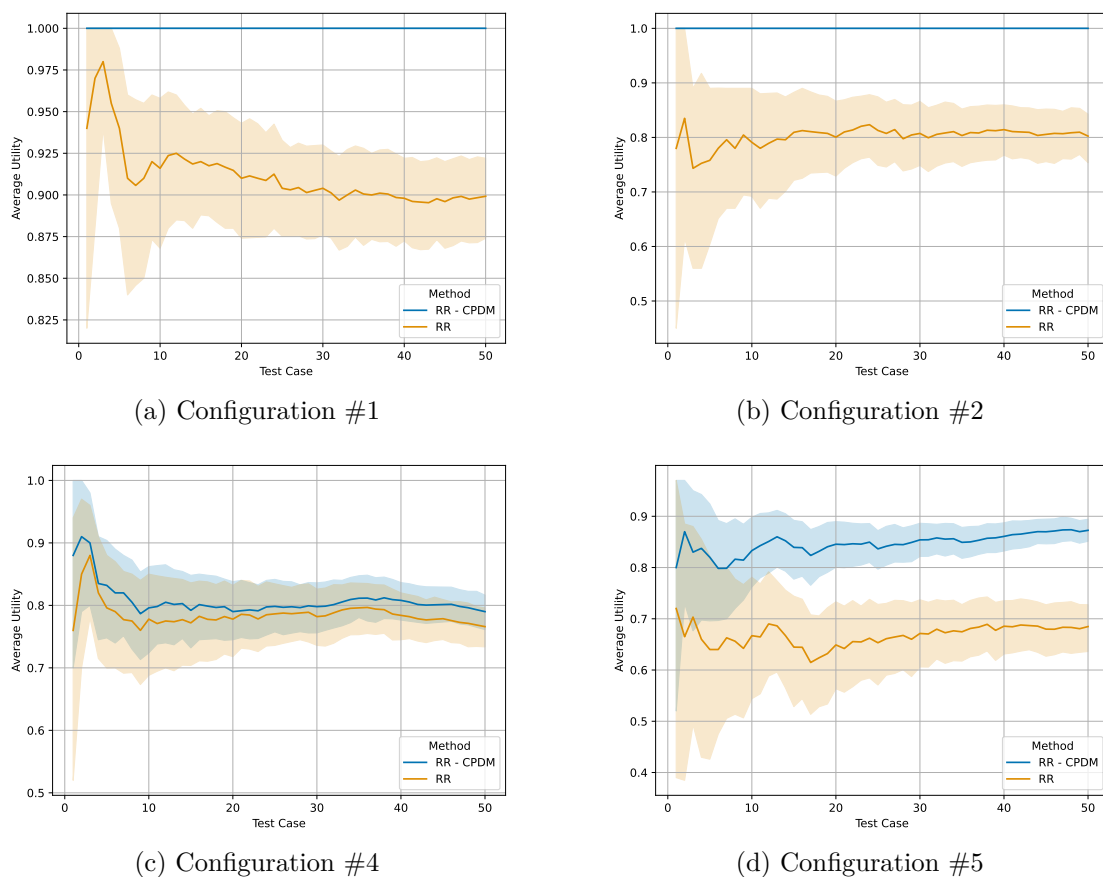 1.000
0.975
0.950
0.925
0.900
0.875
0.850
0.825
Average Utility
0 10 20 30 40 50
Test Case
Method
RR - CPDM
RR
(a) Configuration #1
1.0
0.9
0.8
0.7
0.6
0.5
Average Utility
0 10 20 30 40 50
Test Case
Method
RR - CPDM
RR
(b) Configuration #2
1.0
0.9
0.8
0.7
0.6
0.5
Average Utility
0 10 20 30 40 50
Test Case
Method
RR - CPDM
RR
(c) Configuration #4
0.9
0.8
0.7
0.6
0.5
0.4
Average Utility
0 10 20 30 40 50
Test Case
Method
RR - CPDM
RR
(d) Configuration #5